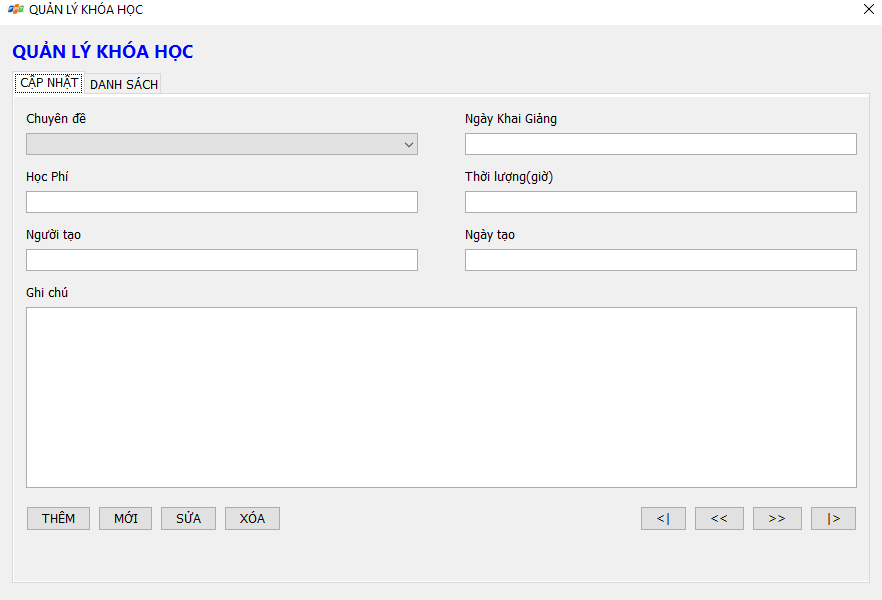 QUẢN LÝ KHÓA HỌC
QUẢN LÝ KHÓA HỌC
CẬP NHẬT DANH SÁCH
Chuyên đề Ngày Khai Giảng
Học Phí Thời lượng(giờ)
Người tạo Ngày tạo
Ghi chú
THÊM MỚI SỬA XÓA <| << >> |>